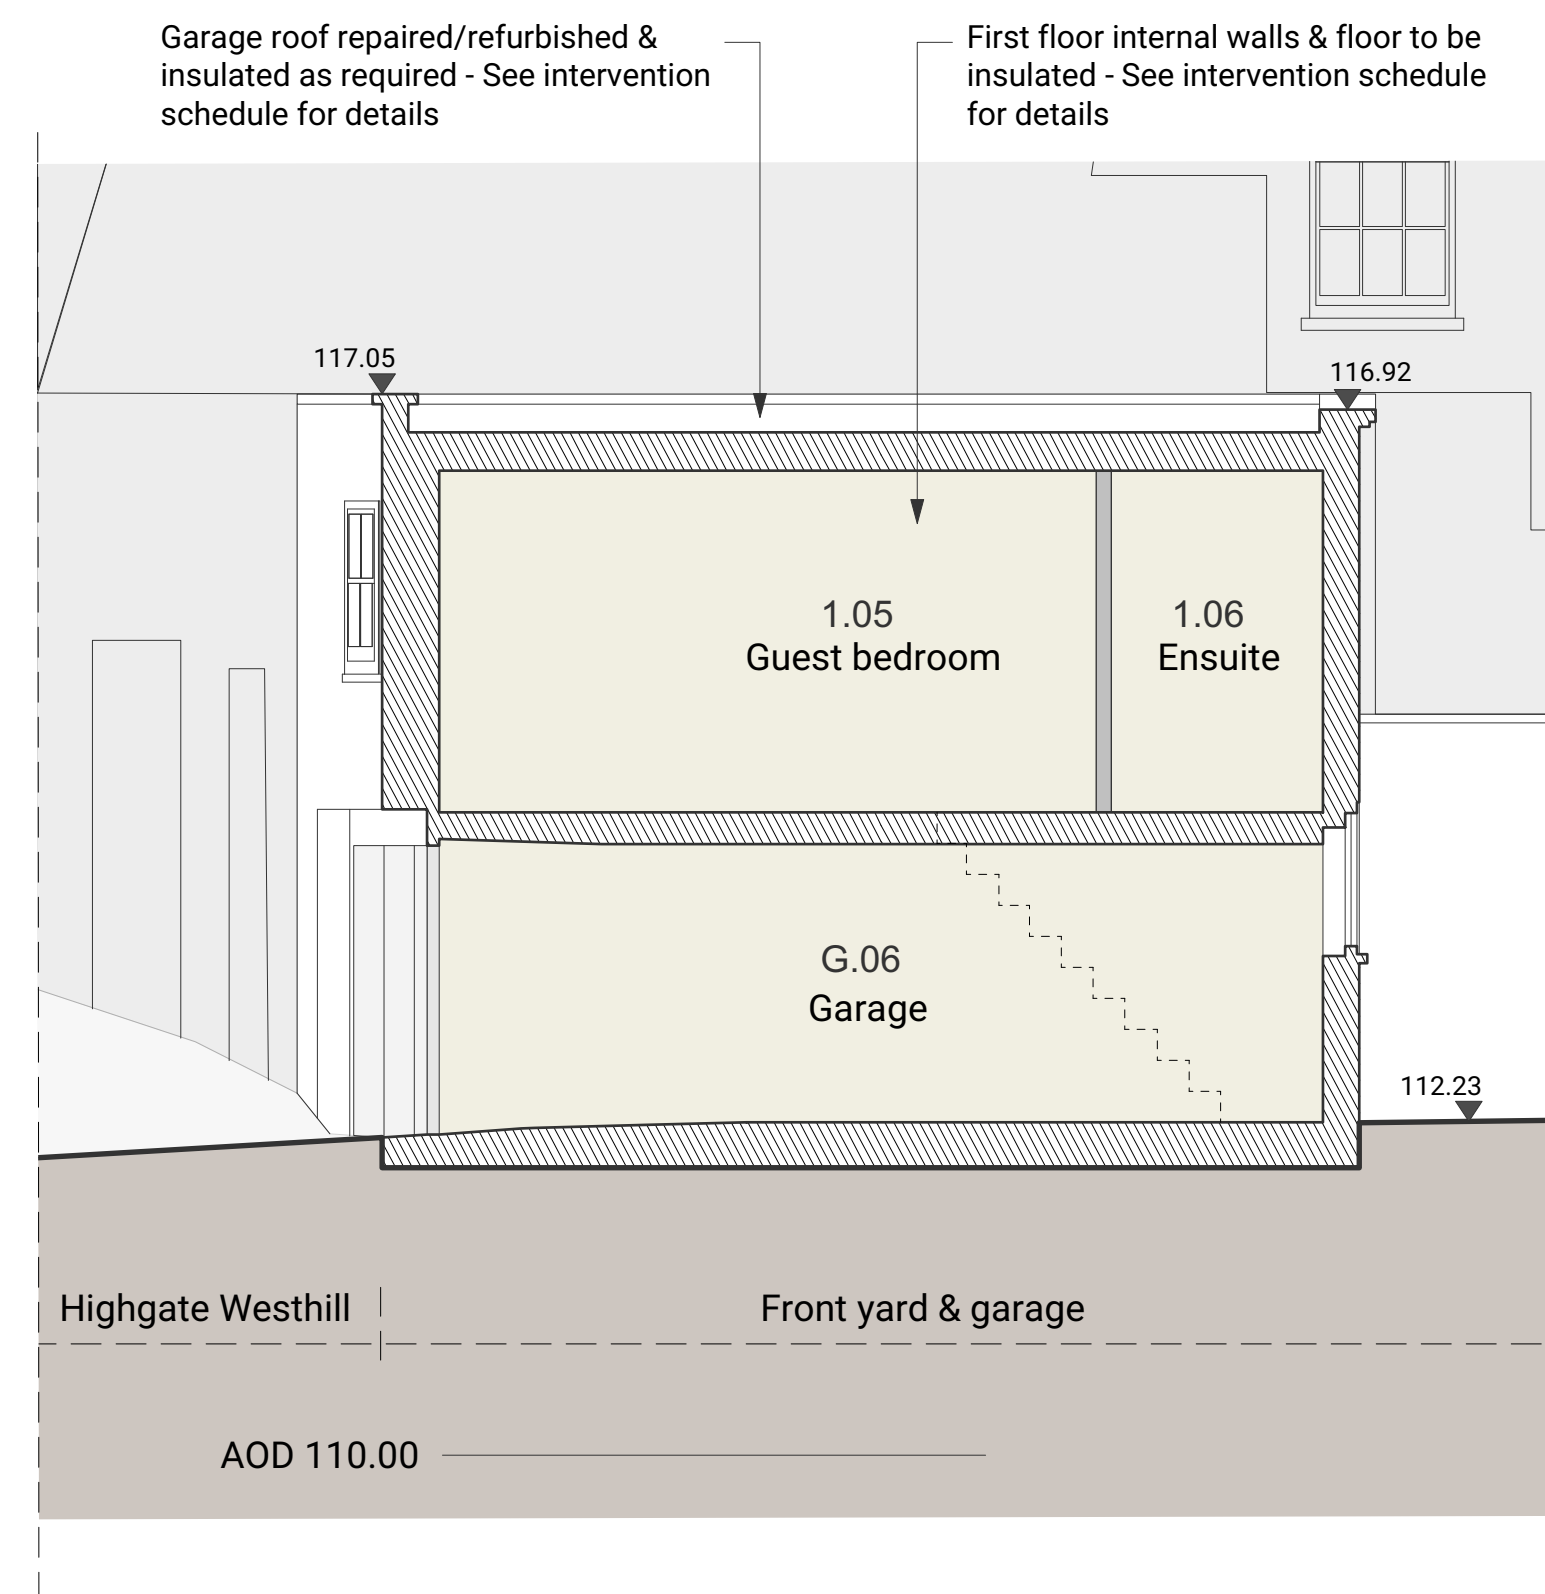 Garage roof repaired/refurbished &
insulated as required - See intervention
schedule for details
First floor internal walls & floor to be
insulated - See intervention schedule
for details
117.05
116.92
1.05
Guest bedroom
1.06
Ensuite
G.06
Garage
112.23
Highgate Westhill
Front yard & garage
AOD 110.00